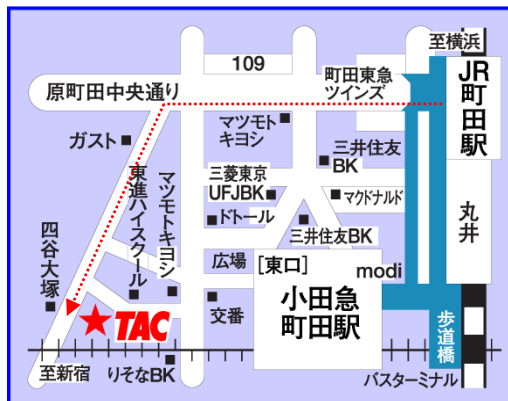 至横浜
109
町田東急
ツインズ
JR
町田駅
原町田中央通り
マツモト
キヨシ
ガスト
三井住友
BK
三菱東京
UFJBK
マクドナルド
東進ハイスクール
マツモトキヨシ
ドトール
三井住友BK
丸井
四谷大塚
広場
[東口]
modi
小田急
町田駅
交番
TAC
歩道橋
至新宿
りそなBK
バスターミナル